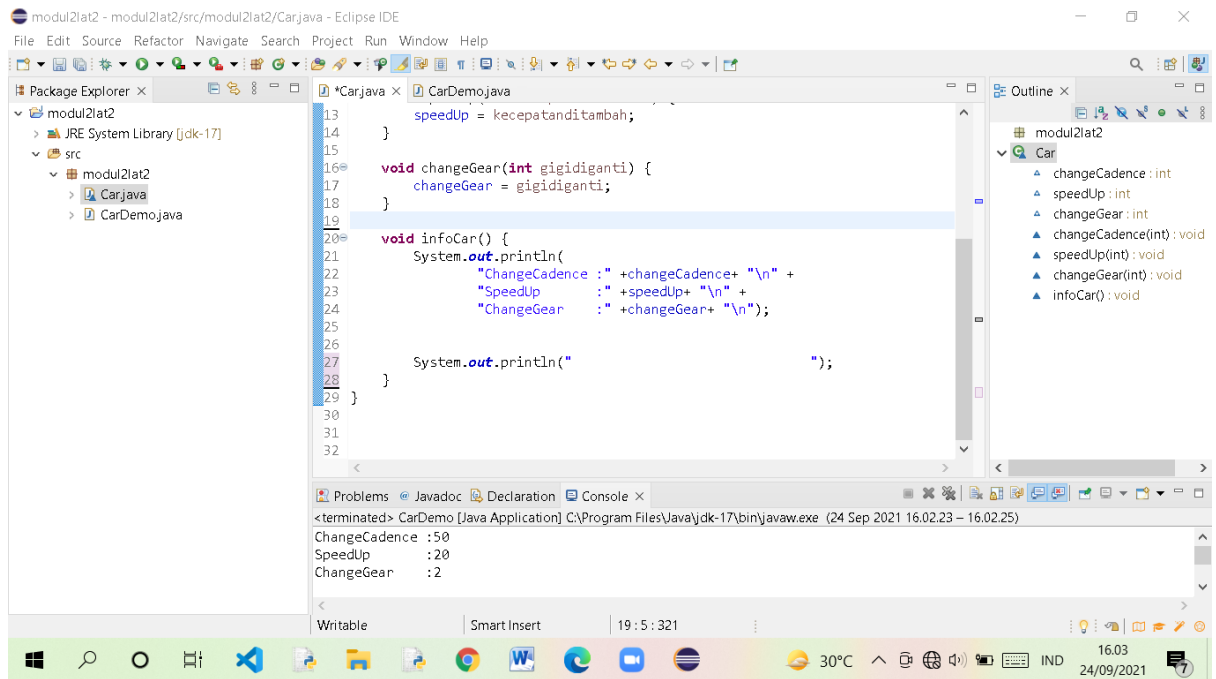 modul2lat2 - modul2lat2/src/modul2lat2/Car.java - Eclipse IDE
File Edit Source Refactor Navigate Search Project Run Window Help
Package Explorer
modul2lat2
JRE System Library [jdk-17]
src
modul2lat2
Car.java
CarDemo.java
*Car.java CarDemo.java
13 speedUp = kecepatanditambah;
14 }
15
16 void changeGear(int gigidiganti) {
17 changeGear = gigidiganti;
18 }
19
20 void infoCar() {
21 System.out.println(
22 "ChangeCadence :" +changeCadence+ "\n" +
23 "SpeedUp       :" +speedUp+ "\n" +
24 "ChangeGear    :" +changeGear+ "\n");
25
26
27 System.out.println("                              ");
28 }
29 }
30
31
32
Outline
modul2lat2
Car
changeCadence : int
speedUp : int
changeGear : int
changeCadence(int) : void
speedUp(int) : void
changeGear(int) : void
infoCar() : void
Problems Javadoc Declaration Console
<terminated> CarDemo [Java Application] C:\Program Files\Java\jdk-17\bin\javaw.exe (24 Sep 2021 16.02.23 – 16.02.25)
ChangeCadence :50
SpeedUp       :20
ChangeGear    :2
Writable Smart Insert 19 : 5 : 321
30°C IND 16.03
24/09/2021
7